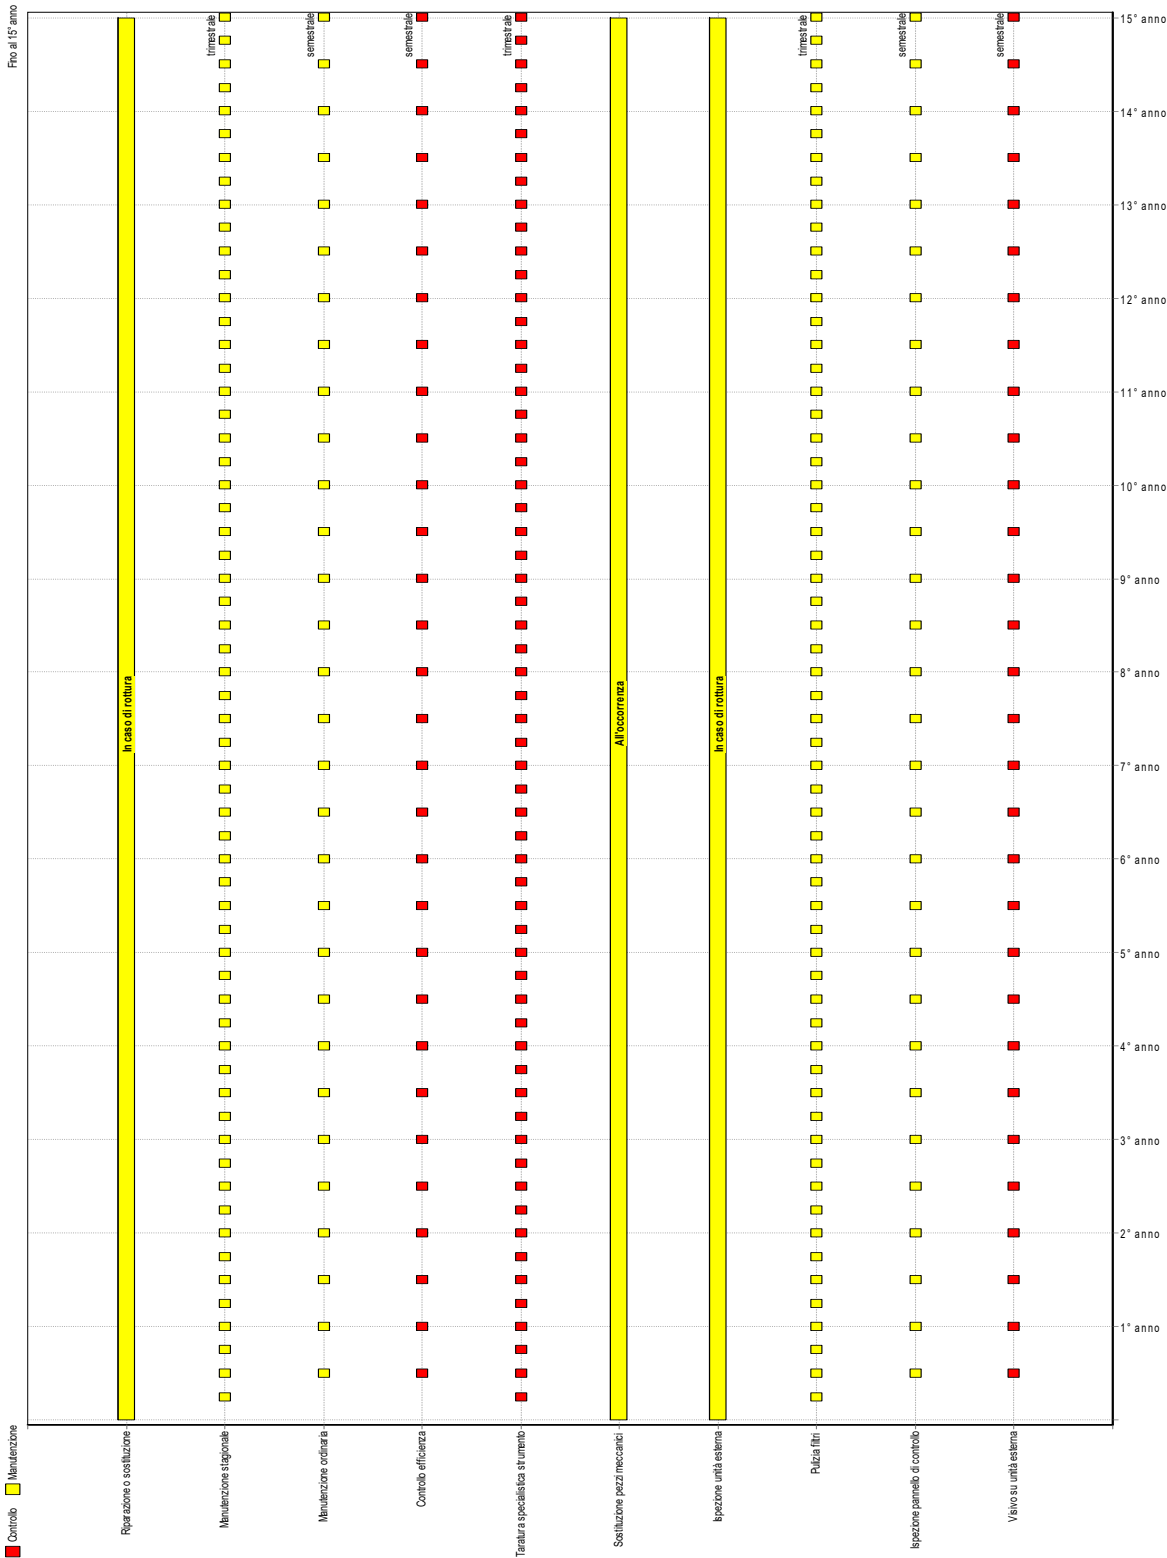 Fino al 15° anno
Controllo
Manutenzione
Riparazione o sostituzione
In caso di rottura
Manutenzione stagionale
trimestrale
Manutenzione ordinaria
semestrale
Controllo efficienza
semestrale
Taratura specialistica strumento
trimestrale
Sostituzione pezzi meccanici
All'occorrenza
Ispezione unità esterna
In caso di rottura
Pulizia filtri
trimestrale
Ispezione pannello di controllo
semestrale
Visivo su unità esterna
semestrale
1° anno
2° anno
3° anno
4° anno
5° anno
6° anno
7° anno
8° anno
9° anno
10° anno
11° anno
12° anno
13° anno
14° anno
15° anno